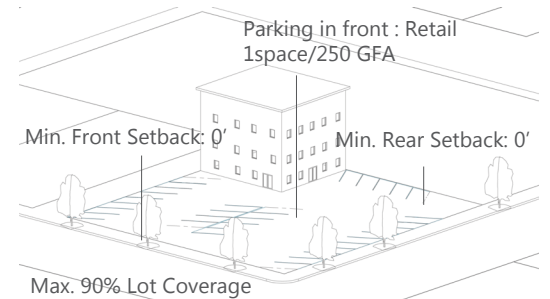 Parking in front : Retail
1space/250 GFA
Min. Front Setback: 0'
Min. Rear Setback: 0'
Max. 90% Lot Coverage